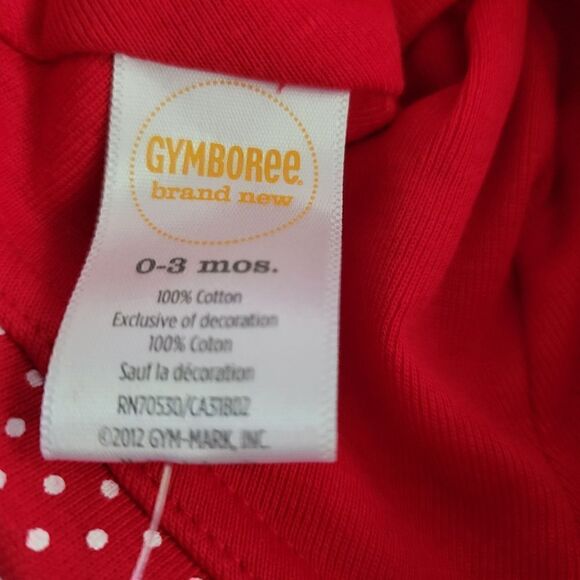 GYMBOREE
brand new
0-3 mos.
100% Cotton
Exclusive of decoration
100% Coton
Sauf la décoration
RN70530/CA31802
©2012 GYM-MARK, INC.